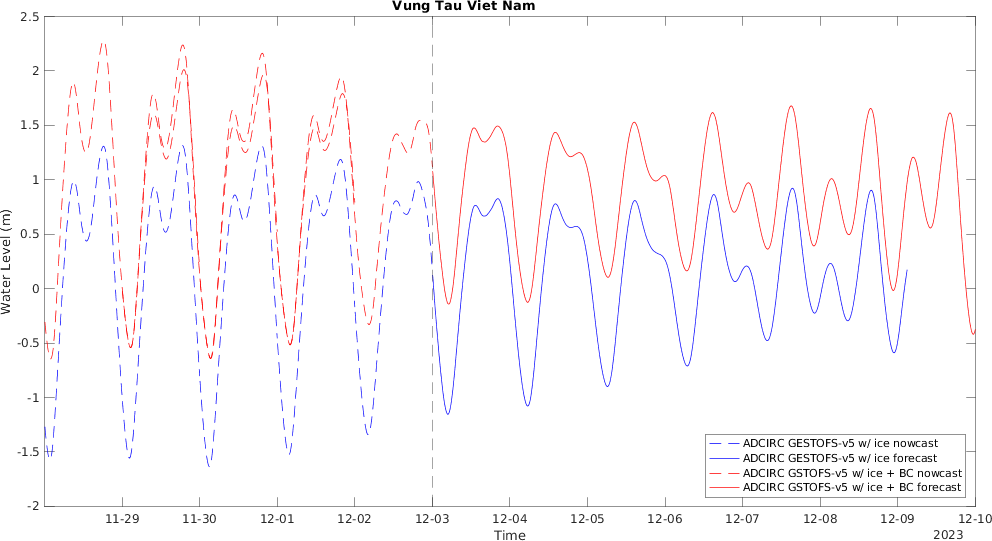 Vung Tau Viet Nam
Water Level (m)
2.5
2
1.5
1
0.5
0
-0.5
-1
-1.5
-2
11-29 11-30 12-01 12-02 12-03 12-04 12-05 12-06 12-07 12-08 12-09 12-10
Time
2023
ADCIRC GESTOFS-v5 w/ ice nowcast
ADCIRC GESTOFS-v5 w/ ice forecast
ADCIRC GSTOFS-v5 w/ ice + BC nowcast
ADCIRC GSTOFS-v5 w/ ice + BC forecast